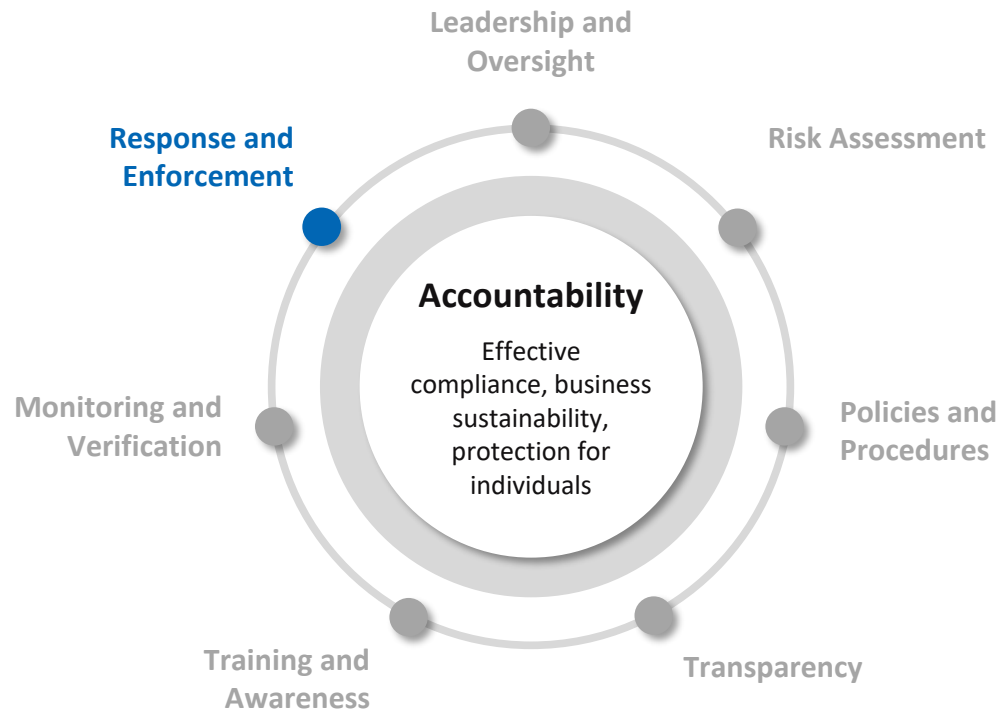 Leadership and
Oversight
Response and
Enforcement
Risk Assessment
Accountability
Effective
compliance, business
sustainability,
protection for
individuals
Monitoring and
Verification
Policies and
Procedures
Training and
Awareness
Transparency